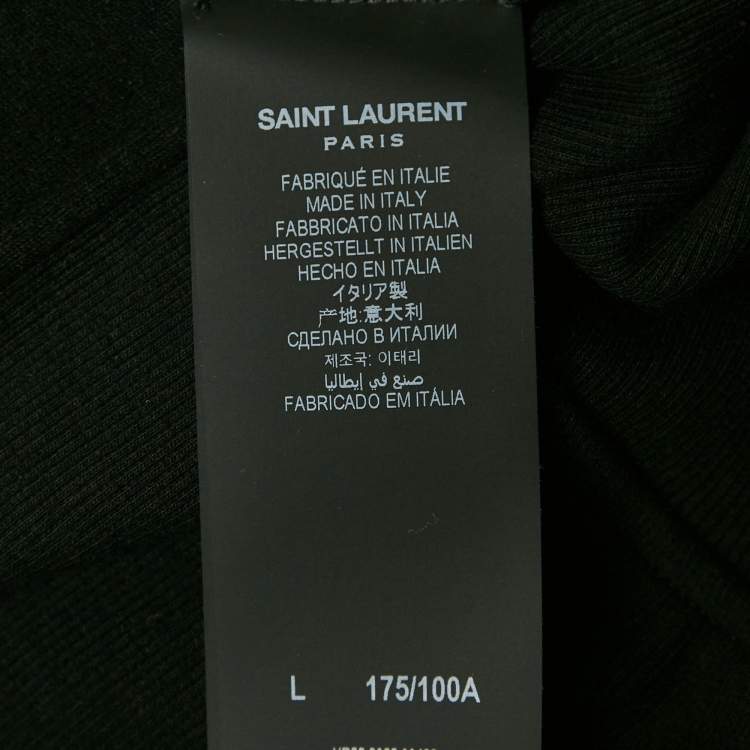 SAINT LAURENT
PARIS
FABRIQUÉ EN ITALIE
MADE IN ITALY
FABBRICATO IN ITALIA
HERGESTELLT IN ITALIEN
HECHO EN ITALIA
イタリア製
产地:意大利
СДЕЛАНО В ИТАЛИИ
제조국: 이태리
صنع في إيطاليا
FABRICADO EM ITÁLIA
L 175/100A